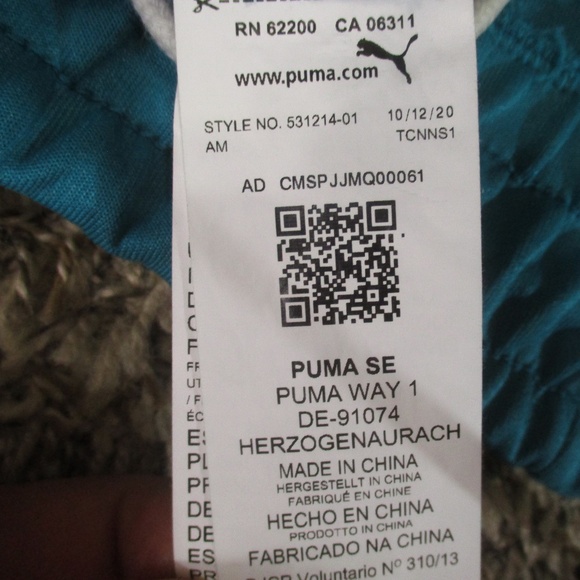 RN 62200 CA 06311
www.puma.com
STYLE NO. 531214-01 10/12/20
AM TCNNS1
AD CMSPJJMQ00061
PUMA SE
PUMA WAY 1
DE-91074
HERZOGENAURACH
MADE IN CHINA
HERGESTELLT IN CHINA
FABRIQUÉ EN CHINE
HECHO EN CHINA
PRODOTTO IN CHINA
FABRICADO NA CHINA
Voluntario Nº 310/13